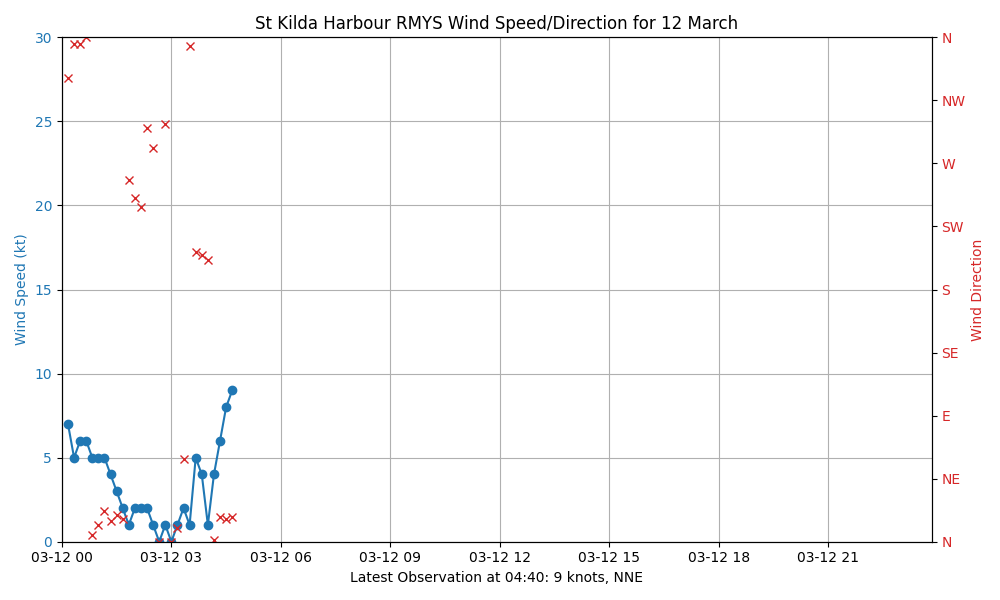 St Kilda Harbour RMYS Wind Speed/Direction for 12 March
Wind Speed (kt)
30
25
20
15
10
5
0
N
NW
W
SW
S
SE
E
NE
N
Wind Direction
03-12 00 03-12 03 03-12 06 03-12 09 03-12 12 03-12 15 03-12 18 03-12 21
Latest Observation at 04:40: 9 knots, NNE